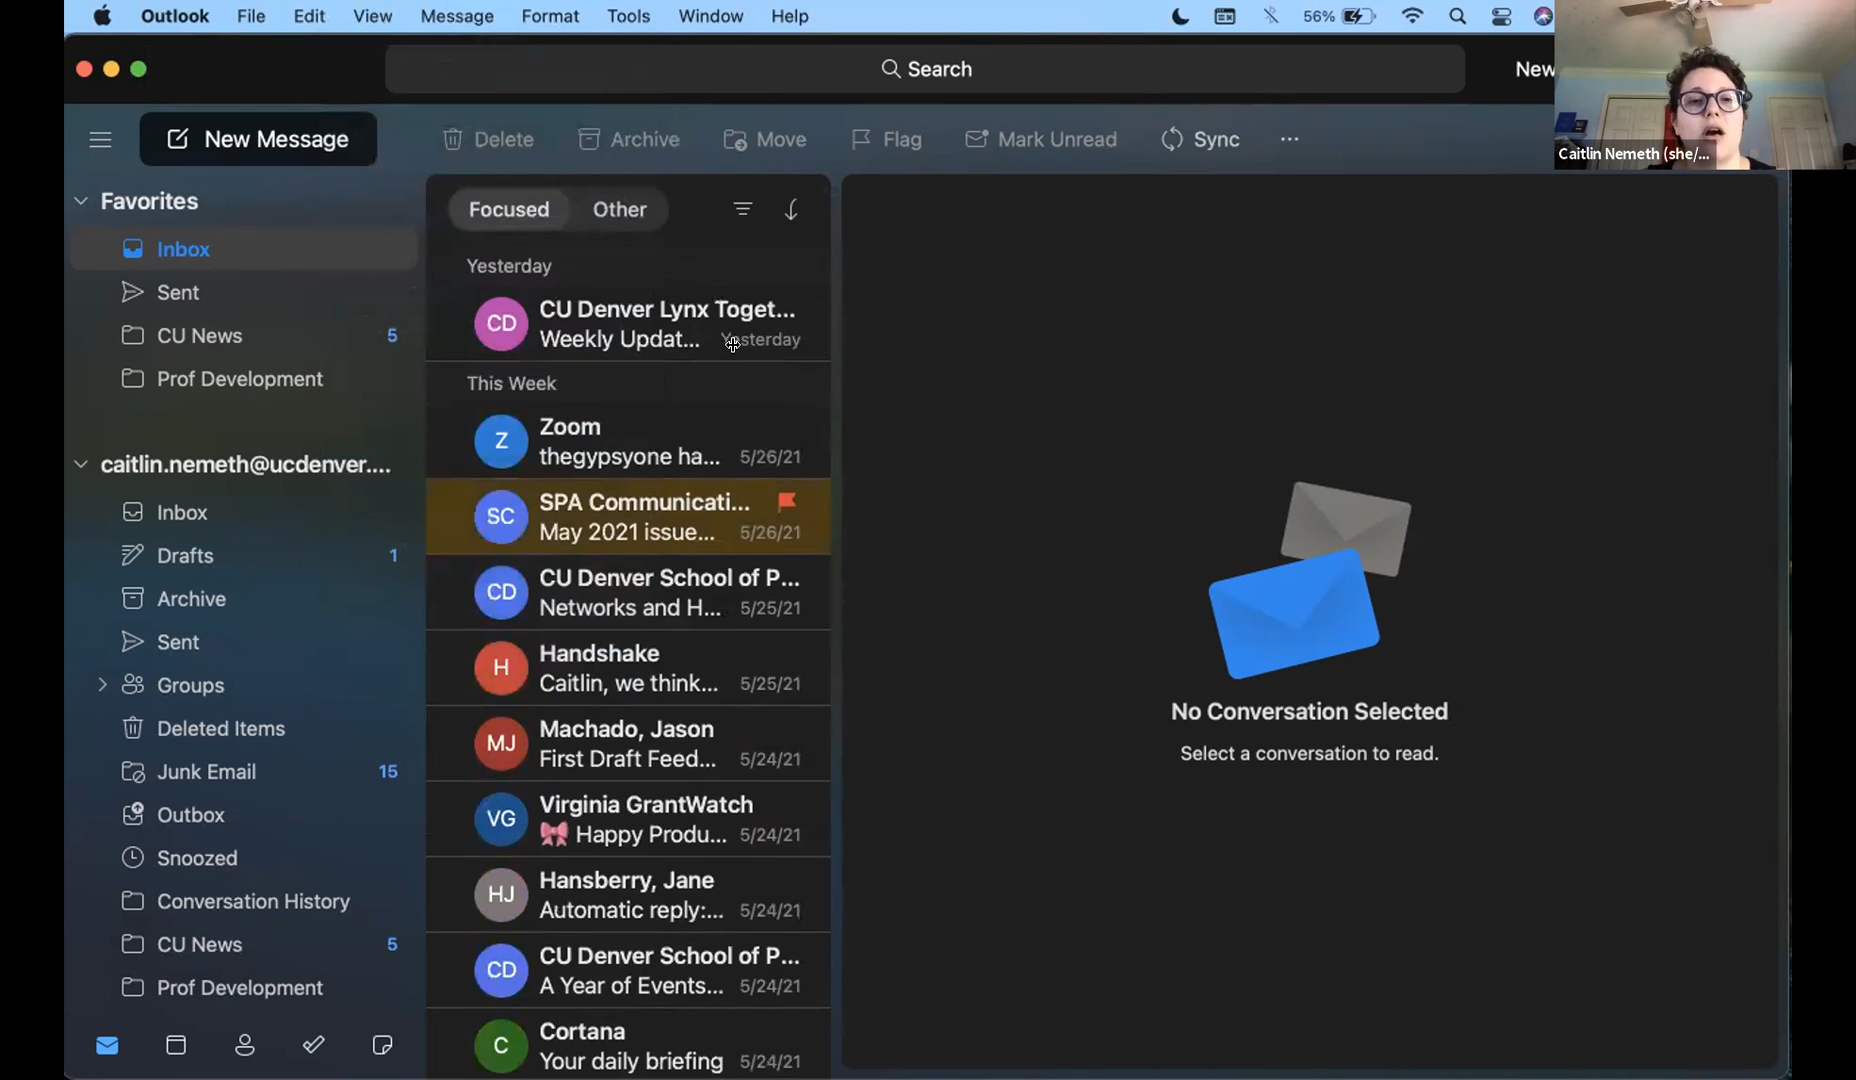 Outlook File Edit View Message Format Tools Window Help 56%
Search
New
New Message Delete Archive Move Flag Mark Unread Sync ...
Caitlin Nemeth (she/...
Favorites
Inbox
Sent
CU News 5
Prof Development
caitlin.nemeth@ucdenver....
Inbox
Drafts 1
Archive
Sent
Groups
Deleted Items
Junk Email 15
Outbox
Snoozed
Conversation History
CU News 5
Prof Development
Focused Other
Yesterday
CD CU Denver Lynx Toget...
Weekly Updat... Yesterday
This Week
Z Zoom
thegypsyone ha... 5/26/21
SC SPA Communicati...
May 2021 issue... 5/26/21
CD CU Denver School of P...
Networks and H... 5/25/21
H Handshake
Caitlin, we think... 5/25/21
MJ Machado, Jason
First Draft Feed... 5/24/21
VG Virginia GrantWatch
🎀 Happy Produ... 5/24/21
HJ Hansberry, Jane
Automatic reply:... 5/24/21
CD CU Denver School of P...
A Year of Events... 5/24/21
C Cortana
Your daily briefing 5/24/21
No Conversation Selected
Select a conversation to read.